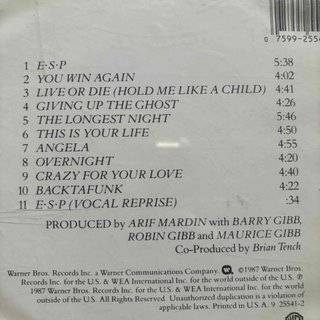 0 7599-2554
1 E·S·P 5:38
2 YOU WIN AGAIN 4:02
3 LIVE OR DIE (HOLD ME LIKE A CHILD) 4:41
4 GIVING UP THE GHOST 4:26
5 THE LONGEST NIGHT 5:46
6 THIS IS YOUR LIFE 4:50
7 ANGELA 4:55
8 OVERNIGHT 4:20
9 CRAZY FOR YOUR LOVE 4:40
10 BACKTAFUNK 4:22
11 E·S·P (VOCAL REPRISE) :34
PRODUCED by ARIF MARDIN with BARRY GIBB,
ROBIN GIBB and MAURICE GIBB
Co-Produced by Brian Tench
Warner Bros. Records Inc. a Warner Communications Company. ©1987 Warner Bros.
Records Inc. for the U.S. & WEA International Inc. for the world outside of the U.S.
℗ 1987 Warner Bros. Records Inc. for the U.S. & WEA International Inc. for the world
outside of the U.S. All Rights Reserved. Unauthorized duplication is a violation
of applicable laws. Printed in U.S.A. 9 25541-2